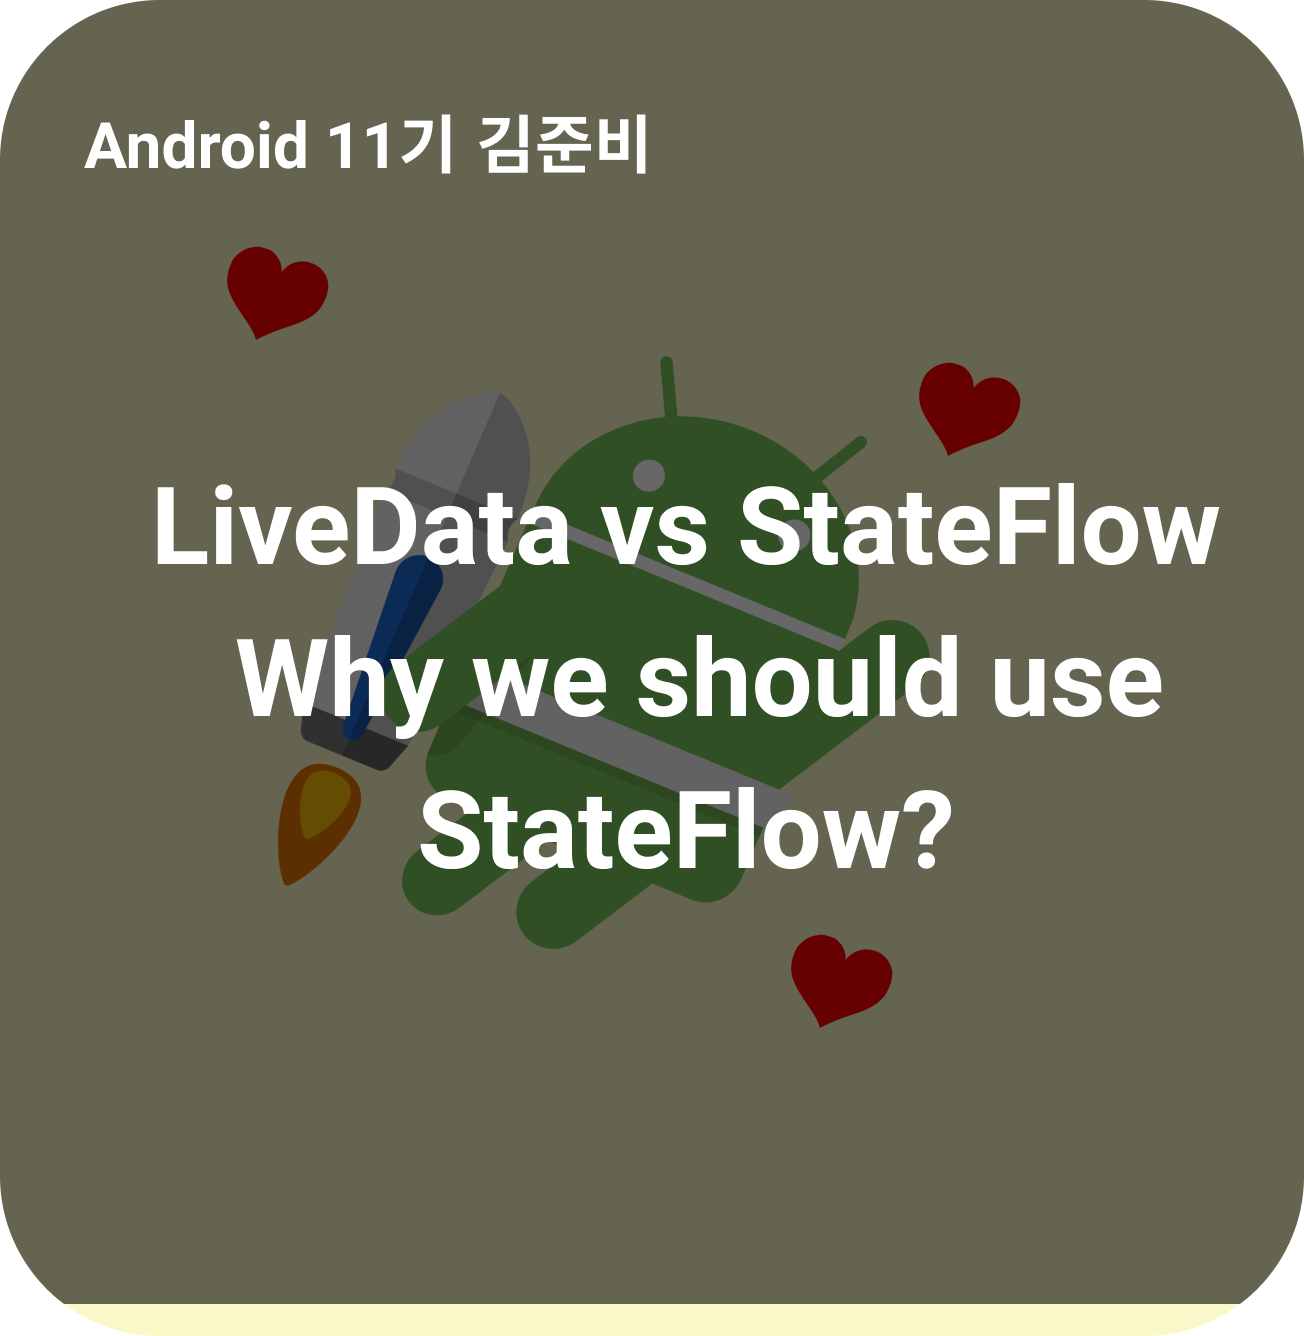 Android 11기 김준비
LiveData vs StateFlow
Why we should use
StateFlow?